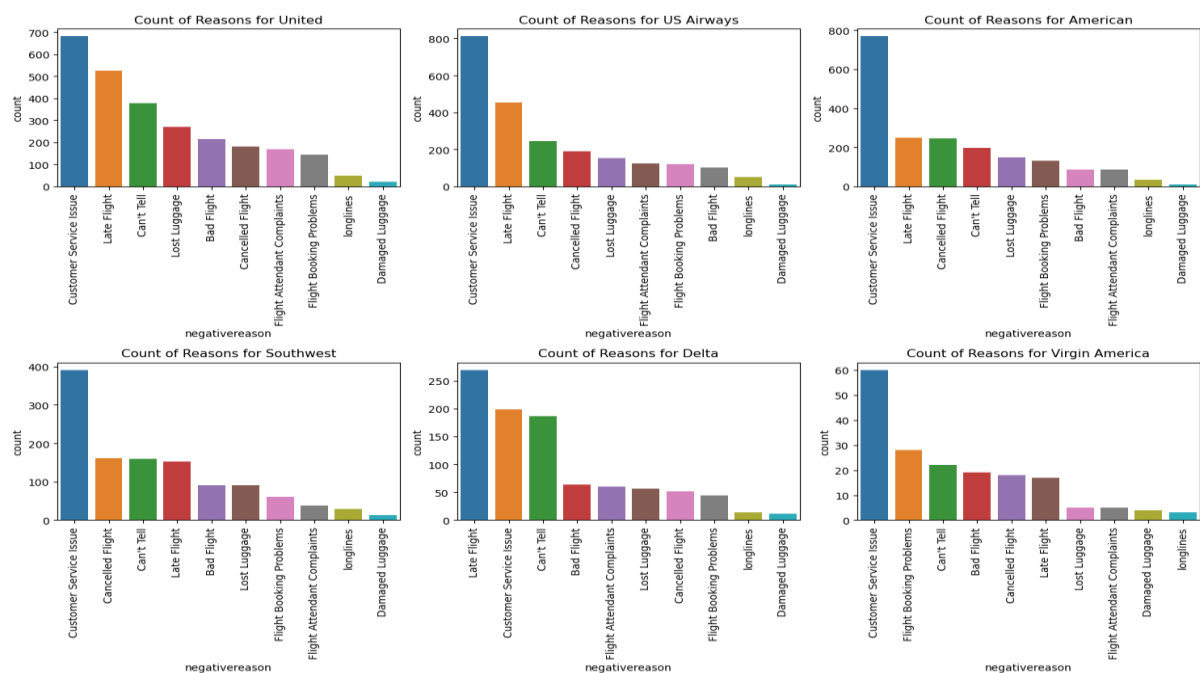 Count of Reasons for United
count
700
600
500
400
300
200
100
0
Customer Service Issue
Late Flight
Can't Tell
Lost Luggage
Bad Flight
Cancelled Flight
Flight Attendant Complaints
Flight Booking Problems
longlines
Damaged Luggage
negativereason
Count of Reasons for US Airways
count
800
600
400
200
0
Customer Service Issue
Late Flight
Can't Tell
Cancelled Flight
Lost Luggage
Flight Attendant Complaints
Flight Booking Problems
Bad Flight
longlines
Damaged Luggage
negativereason
Count of Reasons for American
count
800
600
400
200
0
Customer Service Issue
Late Flight
Cancelled Flight
Can't Tell
Lost Luggage
Flight Booking Problems
Bad Flight
Flight Attendant Complaints
longlines
Damaged Luggage
negativereason
Count of Reasons for Southwest
count
400
300
200
100
0
Customer Service Issue
Cancelled Flight
Can't Tell
Late Flight
Bad Flight
Lost Luggage
Flight Booking Problems
Flight Attendant Complaints
longlines
Damaged Luggage
negativereason
Count of Reasons for Delta
count
250
200
150
100
50
0
Late Flight
Customer Service Issue
Can't Tell
Bad Flight
Flight Attendant Complaints
Lost Luggage
Cancelled Flight
Flight Booking Problems
longlines
Damaged Luggage
negativereason
Count of Reasons for Virgin America
count
60
50
40
30
20
10
0
Customer Service Issue
Flight Booking Problems
Can't Tell
Bad Flight
Cancelled Flight
Late Flight
Lost Luggage
Flight Attendant Complaints
Damaged Luggage
longlines
negativereason